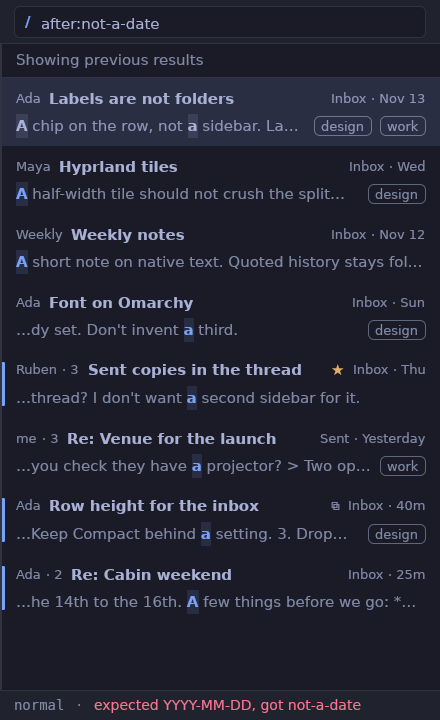 / after:not-a-date
Showing previous results
Ada Labels are not folders Inbox · Nov 13
A chip on the row, not a sidebar. La… design work
Maya Hyprland tiles Inbox · Wed
A half-width tile should not crush the split… design
Weekly Weekly notes Inbox · Nov 12
A short note on native text. Quoted history stays fol…
Ada Font on Omarchy Inbox · Sun
…dy set. Don't invent a third. design
Ruben · 3 Sent copies in the thread ★ Inbox · Thu
…thread? I don't want a second sidebar for it.
me · 3 Re: Venue for the launch Sent · Yesterday
…you check they have a projector? > Two op… work
Ada Row height for the inbox Inbox · 40m
…Keep Compact behind a setting. 3. Drop… design
Ada · 2 Re: Cabin weekend Inbox · 25m
…he 14th to the 16th. A few things before we go: *…
normal · expected YYYY-MM-DD, got not-a-date